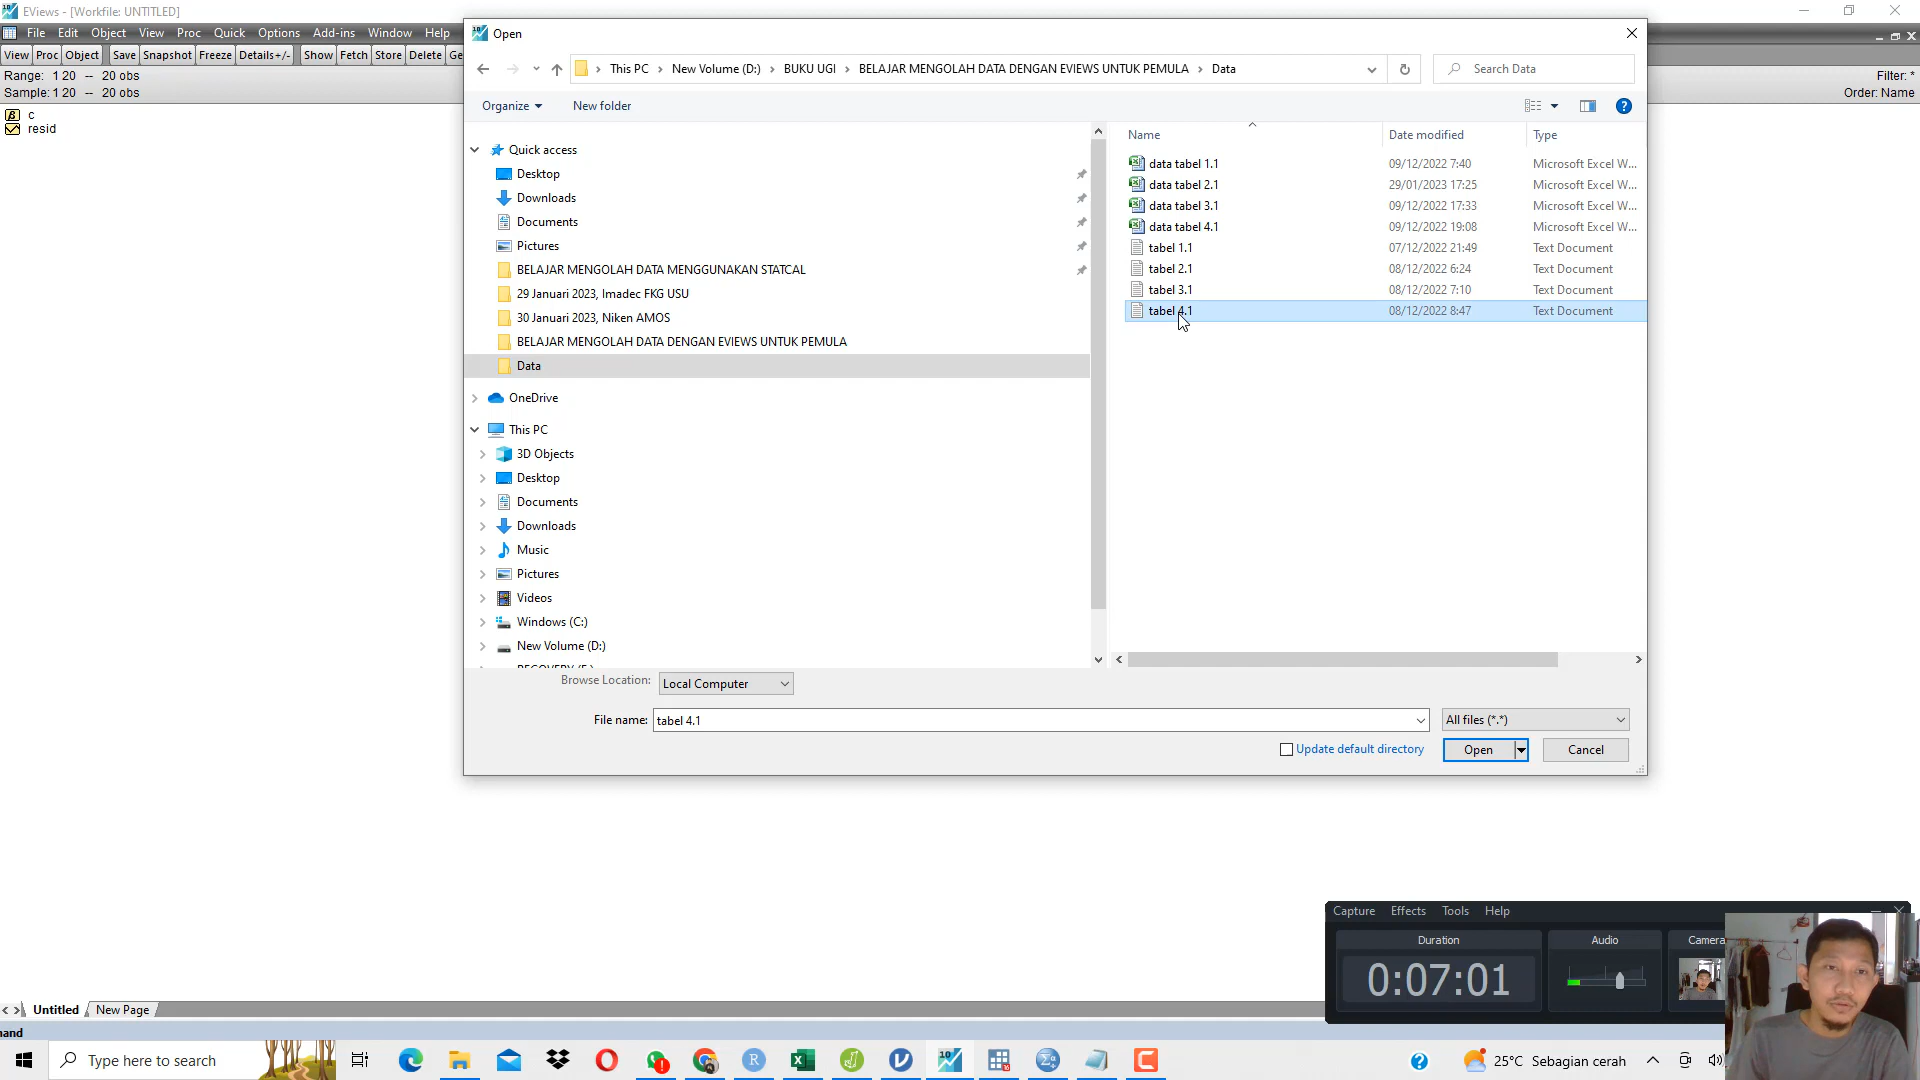 EViews - [Workfile: UNTITLED]
File Edit Object View Proc Quick Options Add-ins Window Help
View Proc Object Save Snapshot Freeze Details+/- Show Fetch Store Delete
Range: 1 20 -- 20 obs
Sample: 1 20 -- 20 obs
Filter: *
Order: Name
c
resid
Open
This PC New Volume (D:) BUKU UGI BELAJAR MENGOLAH DATA DENGAN EVIEWS UNTUK PEMULA Data
Search Data
Organize New folder
Quick access
Desktop
Downloads
Documents
Pictures
BELAJAR MENGOLAH DATA MENGGUNAKAN STATCAL
29 Januari 2023, Imadec FKG USU
30 Januari 2023, Niken AMOS
BELAJAR MENGOLAH DATA DENGAN EVIEWS UNTUK PEMULA
Data
OneDrive
This PC
3D Objects
Desktop
Documents
Downloads
Music
Pictures
Videos
Windows (C:)
New Volume (D:)
Name Date modified Type
data tabel 1.1 09/12/2022 7:40 Microsoft Excel W...
data tabel 2.1 29/01/2023 17:25 Microsoft Excel W...
data tabel 3.1 09/12/2022 17:33 Microsoft Excel W...
data tabel 4.1 09/12/2022 19:08 Microsoft Excel W...
tabel 1.1 07/12/2022 21:49 Text Document
tabel 2.1 08/12/2022 6:24 Text Document
tabel 3.1 08/12/2022 7:10 Text Document
tabel 4.1 08/12/2022 8:47 Text Document
Browse Location: Local Computer
File name: tabel 4.1 All files (*.*)
Update default directory Open Cancel
Capture Effects Tools Help
Duration Audio Camera
0:07:01
Untitled New Page
Type here to search
25°C Sebagian cerah